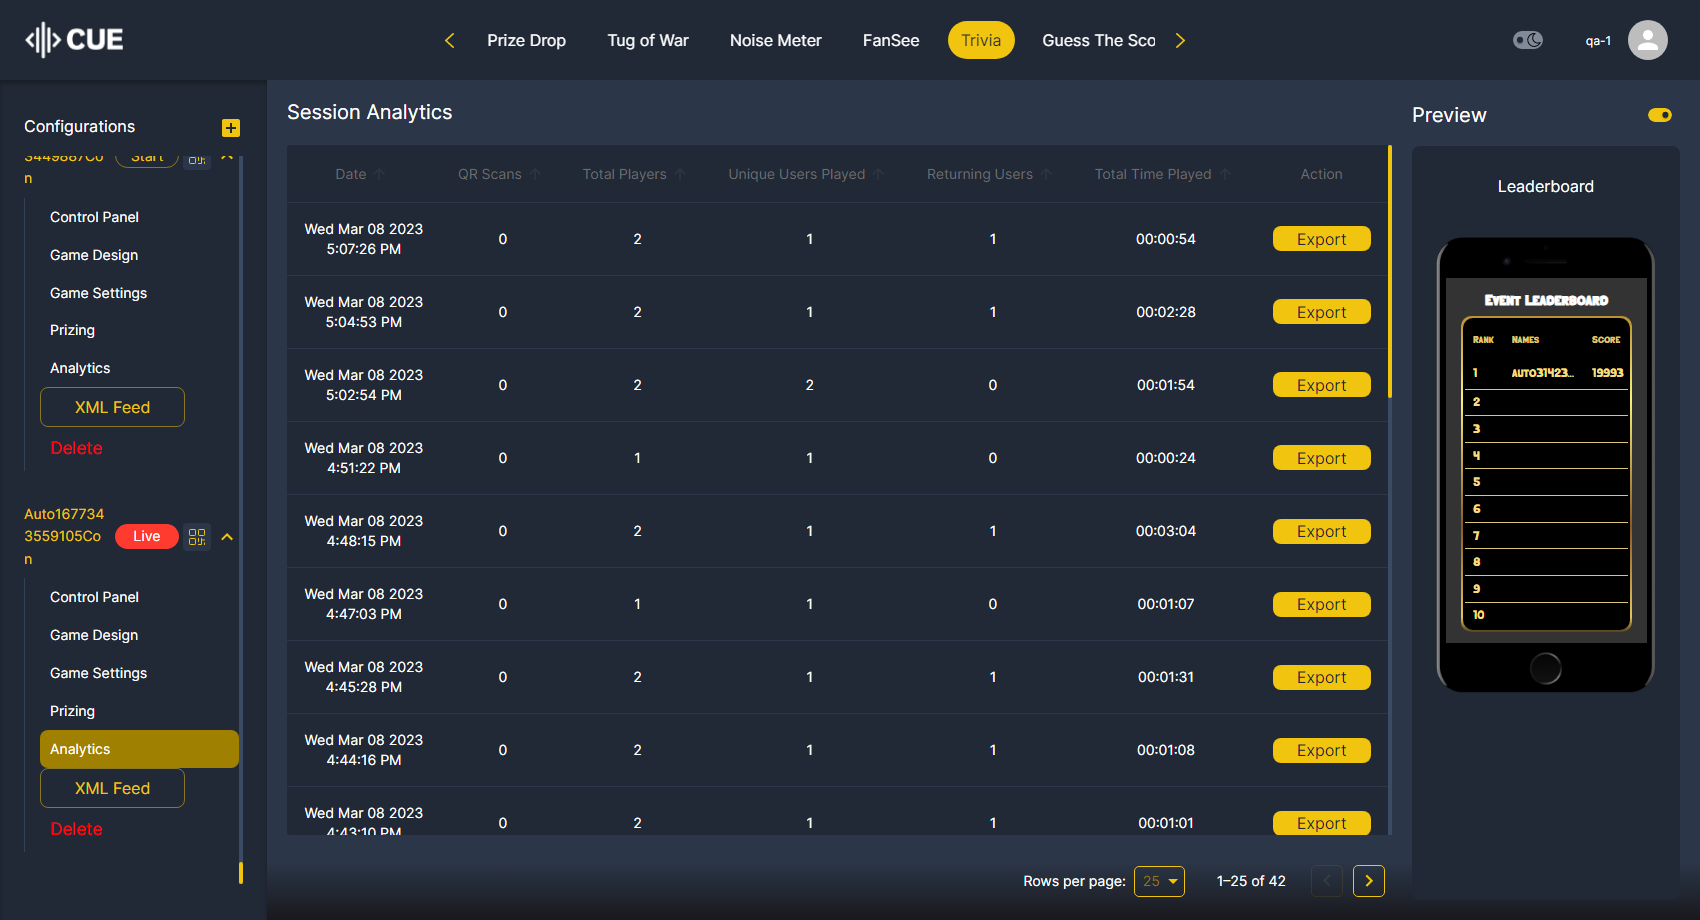 CUE
Prize Drop
Tug of War
Noise Meter
FanSee
Trivia
Guess The Sco
qa-1
Configurations
3449887Co
n
Start
Control Panel
Game Design
Game Settings
Prizing
Analytics
XML Feed
Delete
Auto167734
3559105Co
n
Live
Control Panel
Game Design
Game Settings
Prizing
Analytics
XML Feed
Delete
Session Analytics
Date QR Scans Total Players Unique Users Played Returning Users Total Time Played Action
Wed Mar 08 2023
5:07:26 PM
0 2 1 1 00:00:54 Export
Wed Mar 08 2023
5:04:53 PM
0 2 1 1 00:02:28 Export
Wed Mar 08 2023
5:02:54 PM
0 2 2 0 00:01:54 Export
Wed Mar 08 2023
4:51:22 PM
0 1 1 0 00:00:24 Export
Wed Mar 08 2023
4:48:15 PM
0 2 1 1 00:03:04 Export
Wed Mar 08 2023
4:47:03 PM
0 1 1 0 00:01:07 Export
Wed Mar 08 2023
4:45:28 PM
0 2 1 1 00:01:31 Export
Wed Mar 08 2023
4:44:16 PM
0 2 1 1 00:01:08 Export
Wed Mar 08 2023
4:43:10 PM
0 2 1 1 00:01:01 Export
Rows per page: 25 1–25 of 42
Preview
Leaderboard
Event Leaderboard
Rank Names Score
1 auto31423... 19993
2
3
4
5
6
7
8
9
10